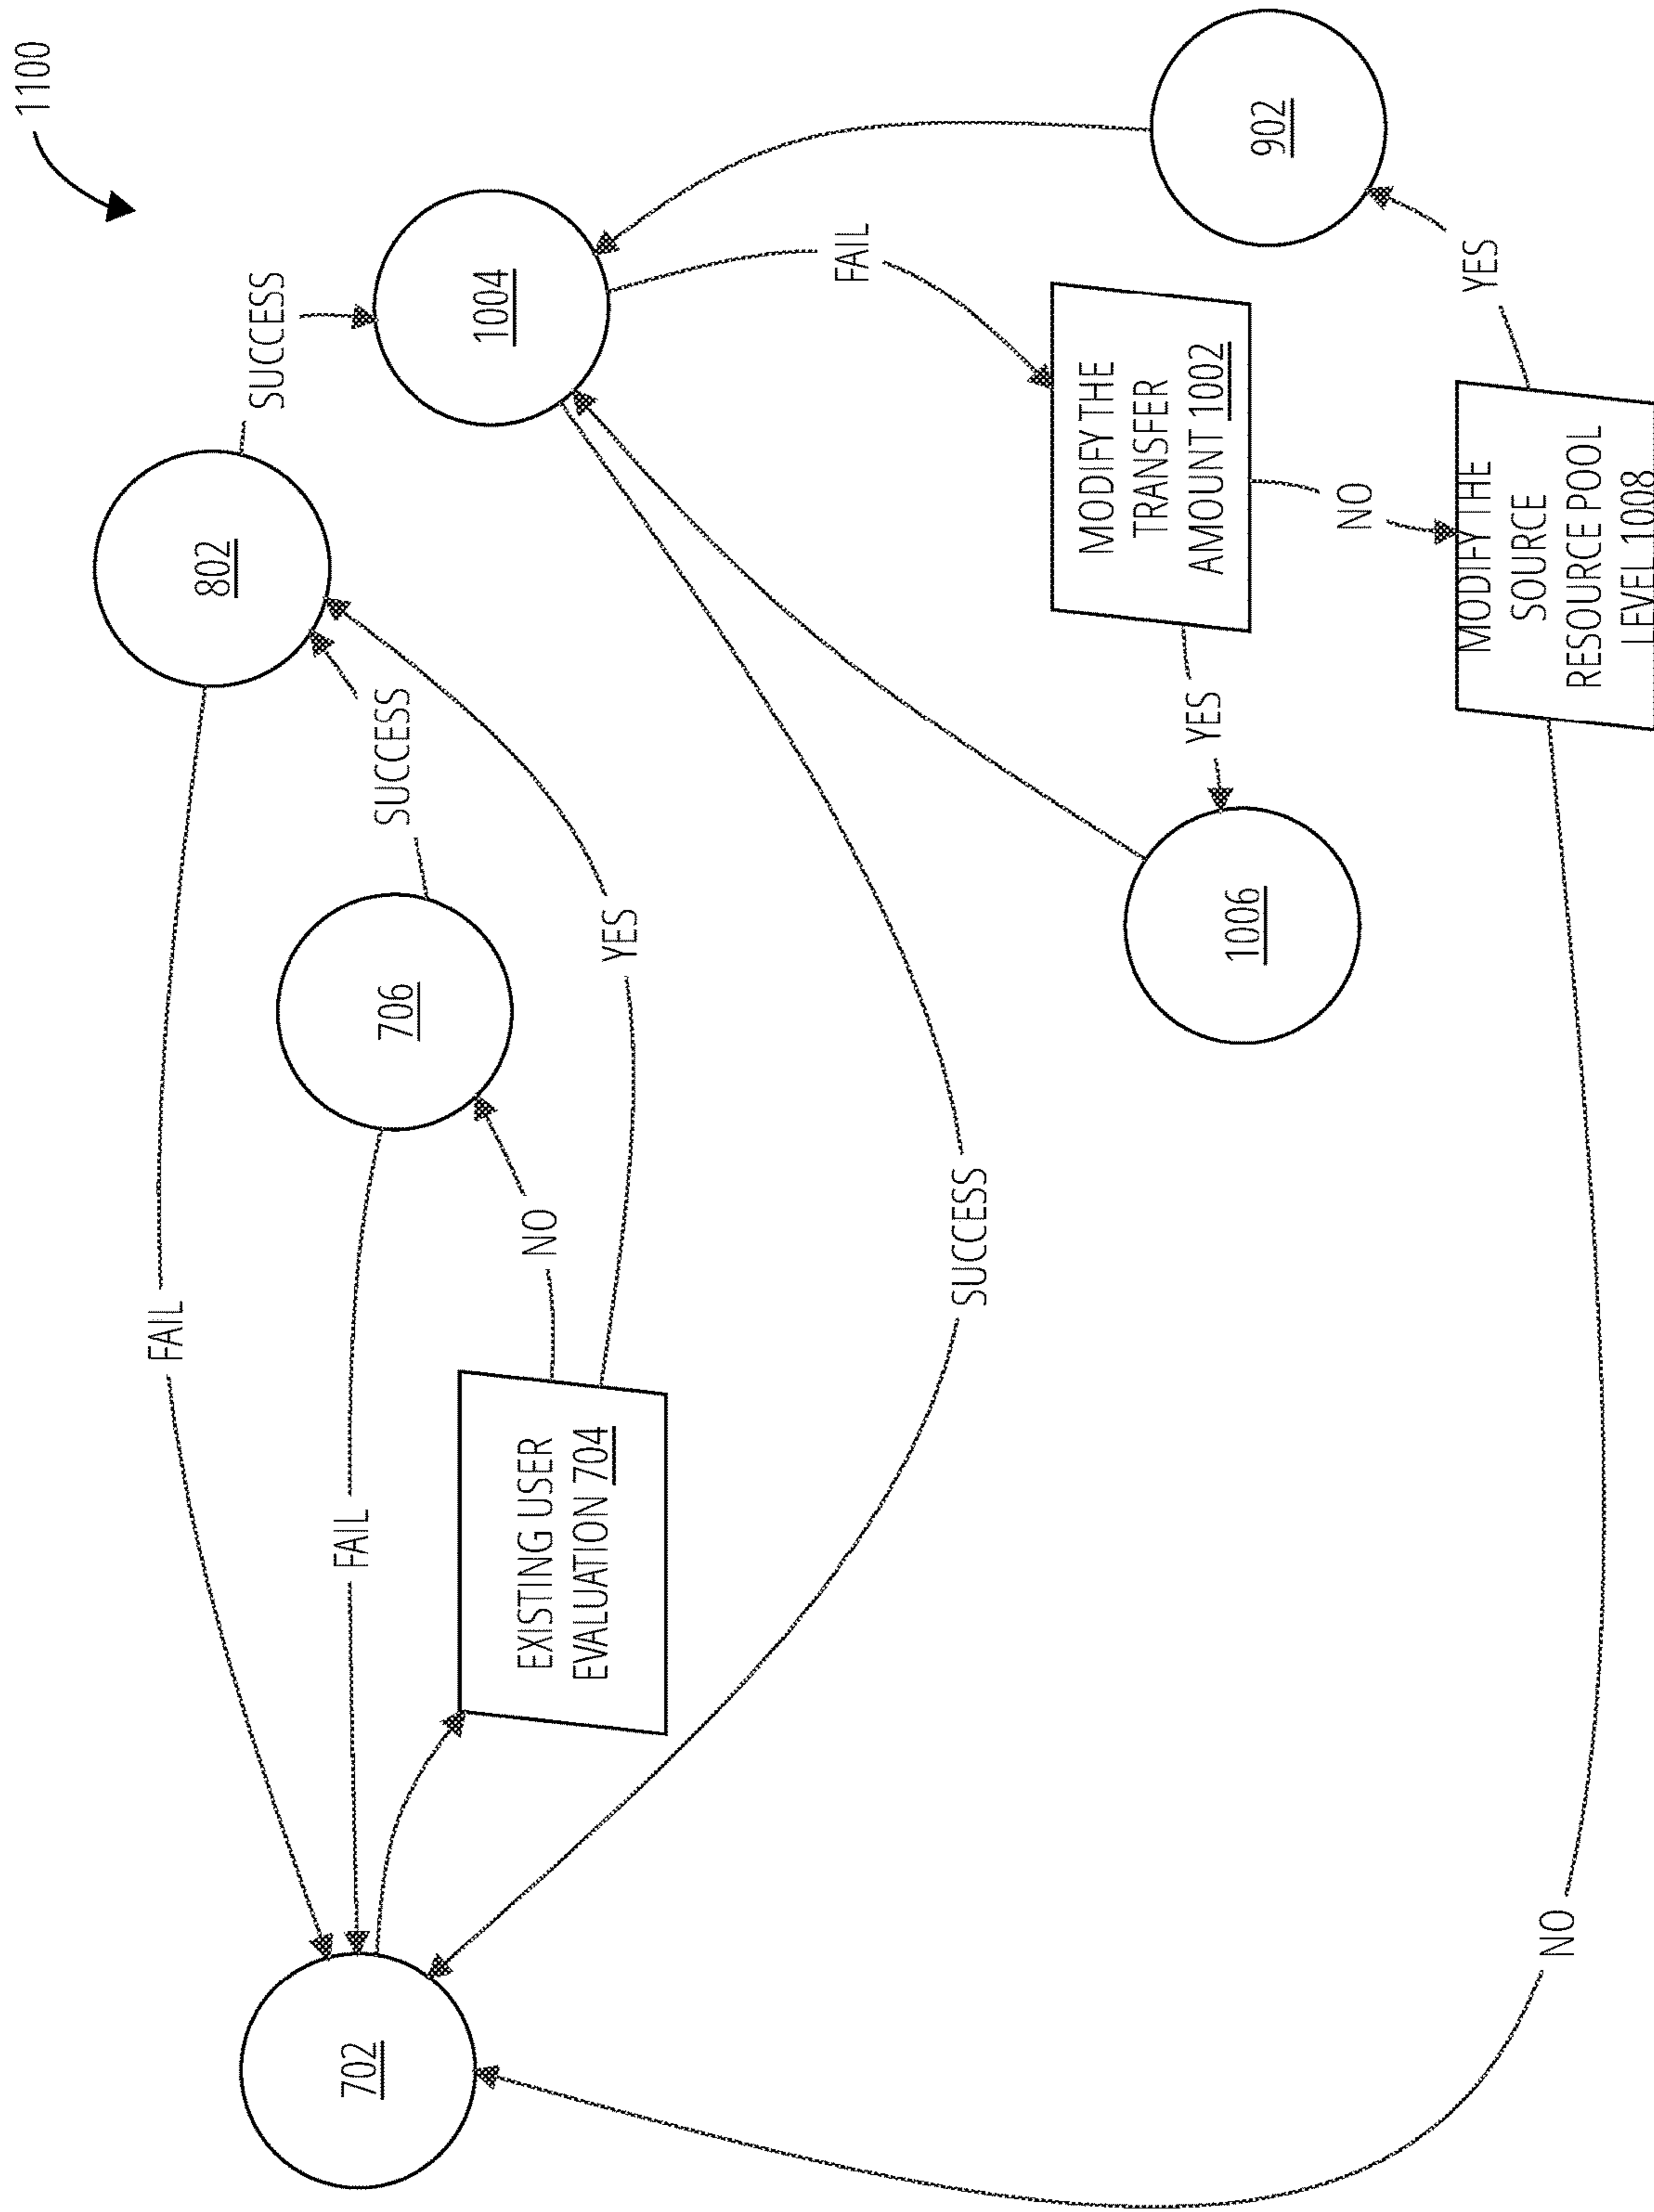 1100
FAIL
802
SUCCESS
702
FAIL
706
SUCCESS
1004
EXISTING USER
EVALUATION 704
NO
YES
FAIL
SUCCESS
MODIFY THE
TRANSFER
AMOUNT 1002
YES
1006
902
NO
MODIFY THE
SOURCE
RESOURCE POOL
LEVEL 1008
YES
NO